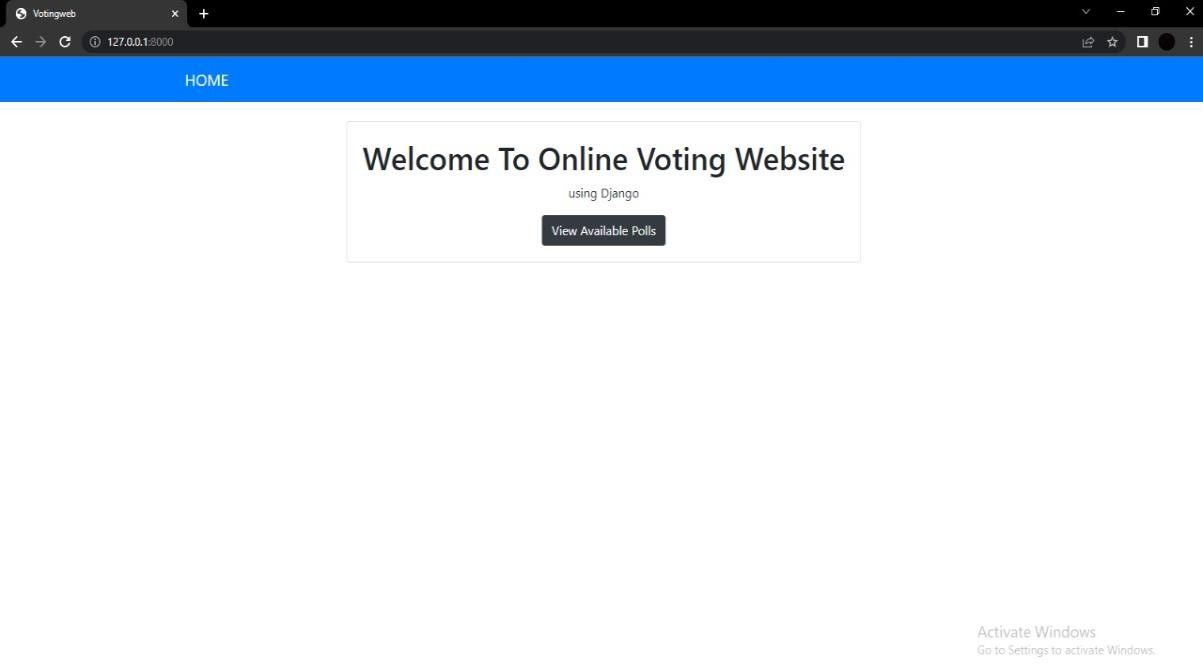 Votingweb
127.0.0.1:8000
HOME
Welcome To Online Voting Website
using Django
View Available Polls
Activate Windows
Go to Settings to activate Windows.